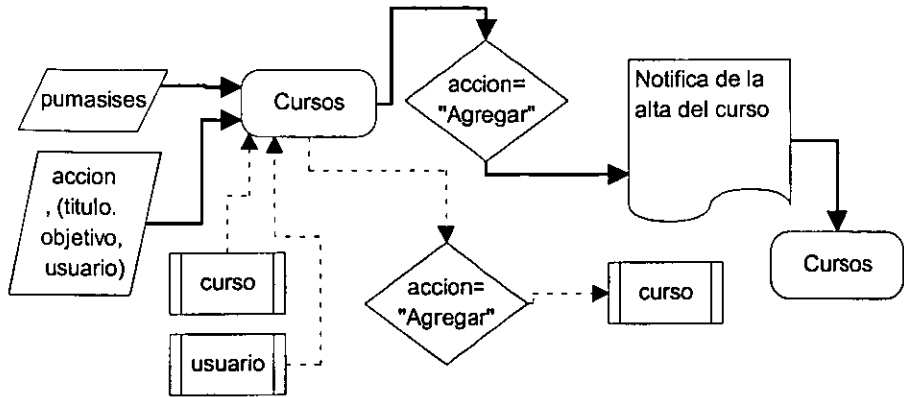 pumasises
Cursos
accion=
"Agregar"
Notifica de la
alta del curso
accion
, (titulo.
objetivo,
usuario)
curso
usuario
accion=
"Agregar"
curso
Cursos